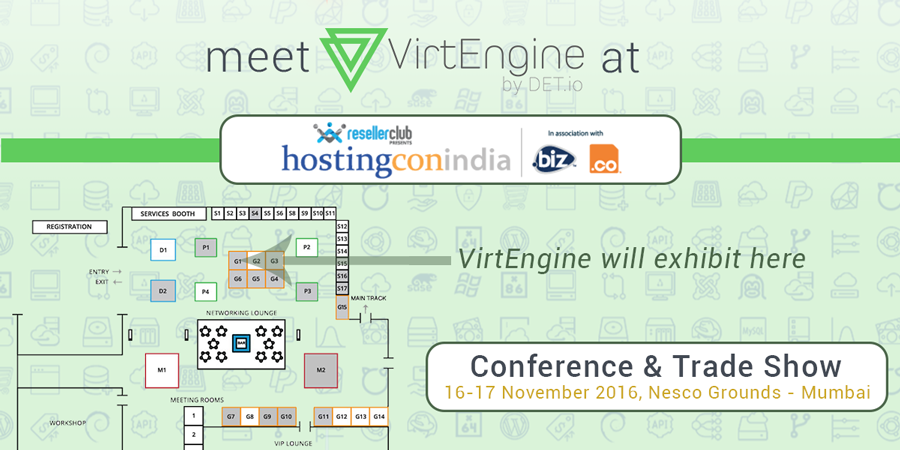 meet VirtEngine at
by DET.io
resellerclub
PRESENTS
hostingconindia
In association with
.biz
.co
REGISTRATION
SERVICES BOOTH
S1 S2 S3 S4 S5 S6 S7 S8 S9 S10 S11
S12
S13
S14
S15
S16
S17
G15
D1 P1 G1 G2 G3 P2
VirtEngine will exhibit here
ENTRY
EXIT
D2 P4 G6 G5 G4 P3
MAIN TRACK
NETWORKING LOUNGE
BAR
M1 M2
Conference & Trade Show
16-17 November 2016, Nesco Grounds - Mumbai
MEETING ROOMS
1
2
G7 G8 G9 G10 G11 G12 G13 G14
WORKSHOP
VIP LOUNGE